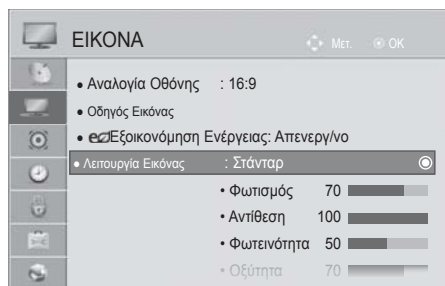 ΕΙΚΟΝΑ Μετ. OK
• Αναλογία Οθόνης : 16:9
• Οδηγός Εικόνας
• eco Εξοικονόμηση Ενέργειας: Απενεργ/νο
• Λειτουργία Εικόνας : Στάνταρ
• Φωτισμός 70
• Αντίθεση 100
• Φωτεινότητα 50
• Οξύτητα 70